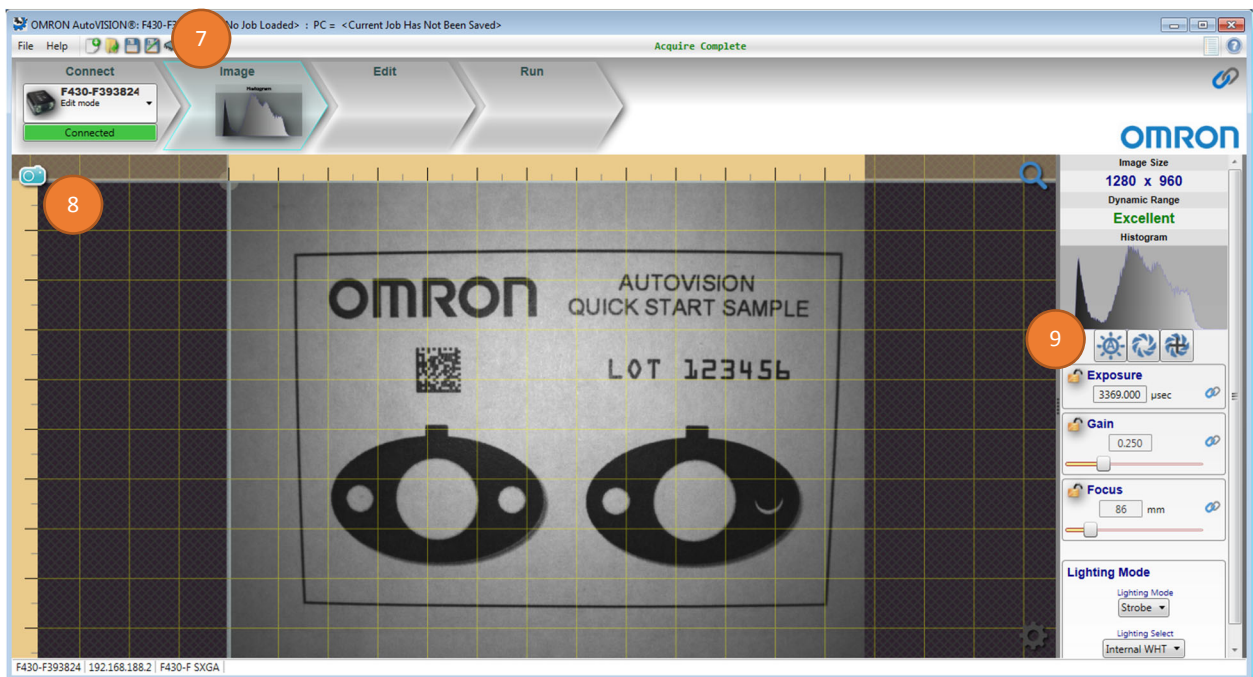 OMRON AutoVISION®: F430-F No Job Loaded> : PC = <Current Job Has Not Been Saved>
File Help
Acquire Complete
7
Connect
Image
Edit
Run
F430-F393824
Edit mode
Histogram
Connected
OMRON
8
Image Size
1280 x 960
Dynamic Range
Excellent
Histogram
OMRON
AUTOVISION
QUICK START SAMPLE
LOT 123456
9
Exposure
3369.000 µsec
Gain
0.250
Focus
86 mm
Lighting Mode
Lighting Mode
Strobe
Lighting Select
Internal WHT
F430-F393824 192.168.188.2 F430-F SXGA